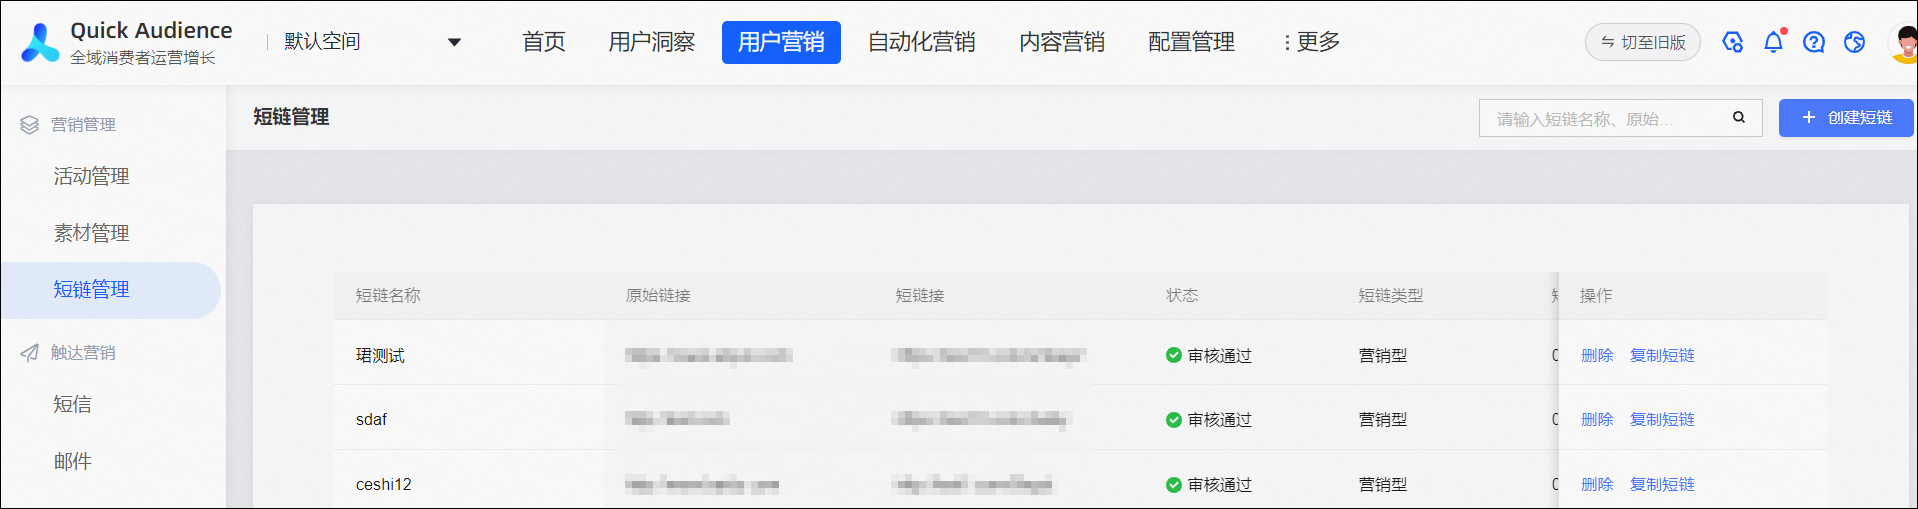 Quick Audience
全域消费者运营增长
默认空间
首页 用户洞察 用户营销 自动化营销 内容营销 配置管理 更多
切至旧版
营销管理
活动管理
素材管理
短链管理
触达营销
短信
邮件
短链管理
请输入短链名称、原始...
创建短链
短链名称 原始链接 短链接 状态 短链类型 操作
珺测试 审核通过 营销型 删除 复制短链
sdaf 审核通过 营销型 删除 复制短链
ceshi12 审核通过 营销型 删除 复制短链